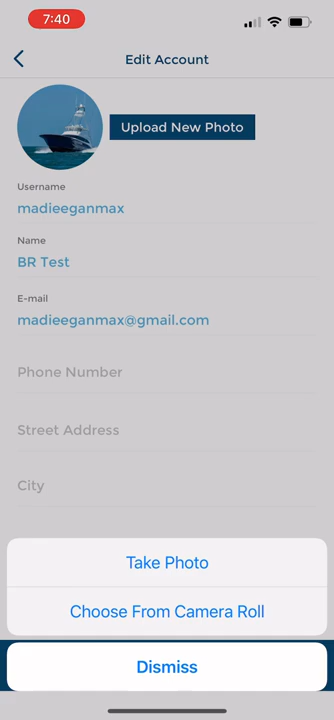 7:40
Edit Account
Upload New Photo
Username
madieeganmax
Name
BR Test
E-mail
madieeganmax@gmail.com
Phone Number
Street Address
City
Take Photo
Choose From Camera Roll
Dismiss